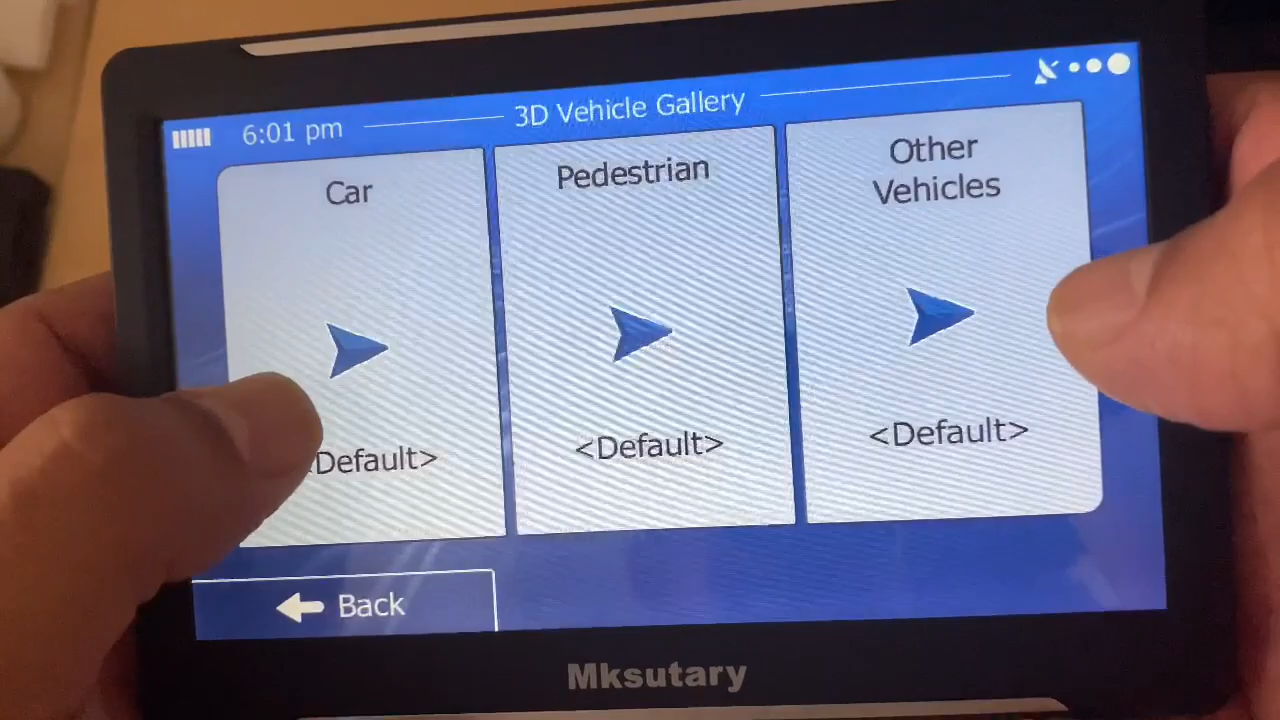 6:01 pm
3D Vehicle Gallery
Car
<Default>
Pedestrian
<Default>
Other
Vehicles
<Default>
Back
Mksutary